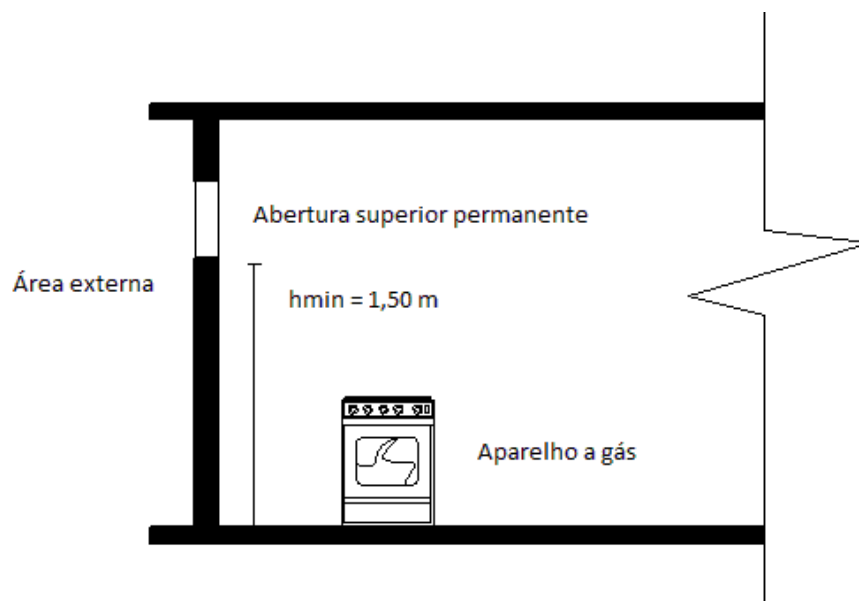 Abertura superior permanente
Área externa
hmin = 1,50 m
Aparelho a gás